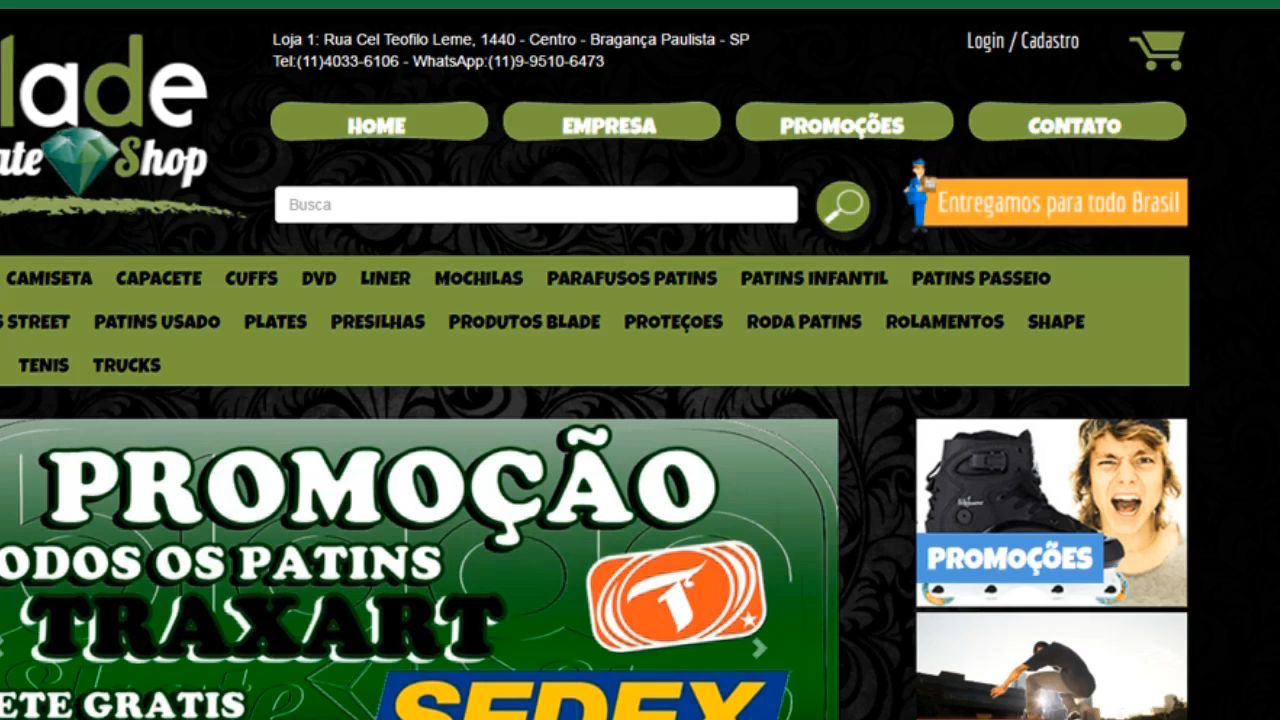 Loja 1: Rua Cel Teofilo Leme, 1440 - Centro - Bragança Paulista - SP
Tel:(11)4033-6106 - WhatsApp:(11)9-9510-6473
Login / Cadastro
lade
ate Shop
HOME EMPRESA PROMOÇÕES CONTATO
Busca
Entregamos para todo Brasil
CAMISETA CAPACETE CUFFS DVD LINER MOCHILAS PARAFUSOS PATINS PATINS INFANTIL PATINS PASSEIO
S STREET PATINS USADO PLATES PRESILHAS PRODUTOS BLADE PROTEÇOES RODA PATINS ROLAMENTOS SHAPE
TENIS TRUCKS
PROMOÇÃO
ODOS OS PATINS
TRAXART
T
ETE GRATIS
SEDEX
PROMOÇÕES